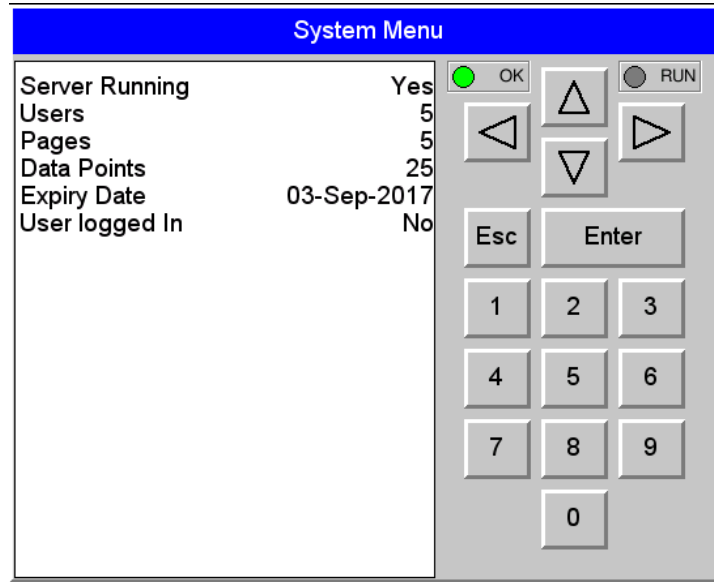 System Menu
Server Running Yes
Users 5
Pages 5
Data Points 25
Expiry Date 03-Sep-2017
User logged In No
OK
RUN
Esc
Enter
1 2 3
4 5 6
7 8 9
0